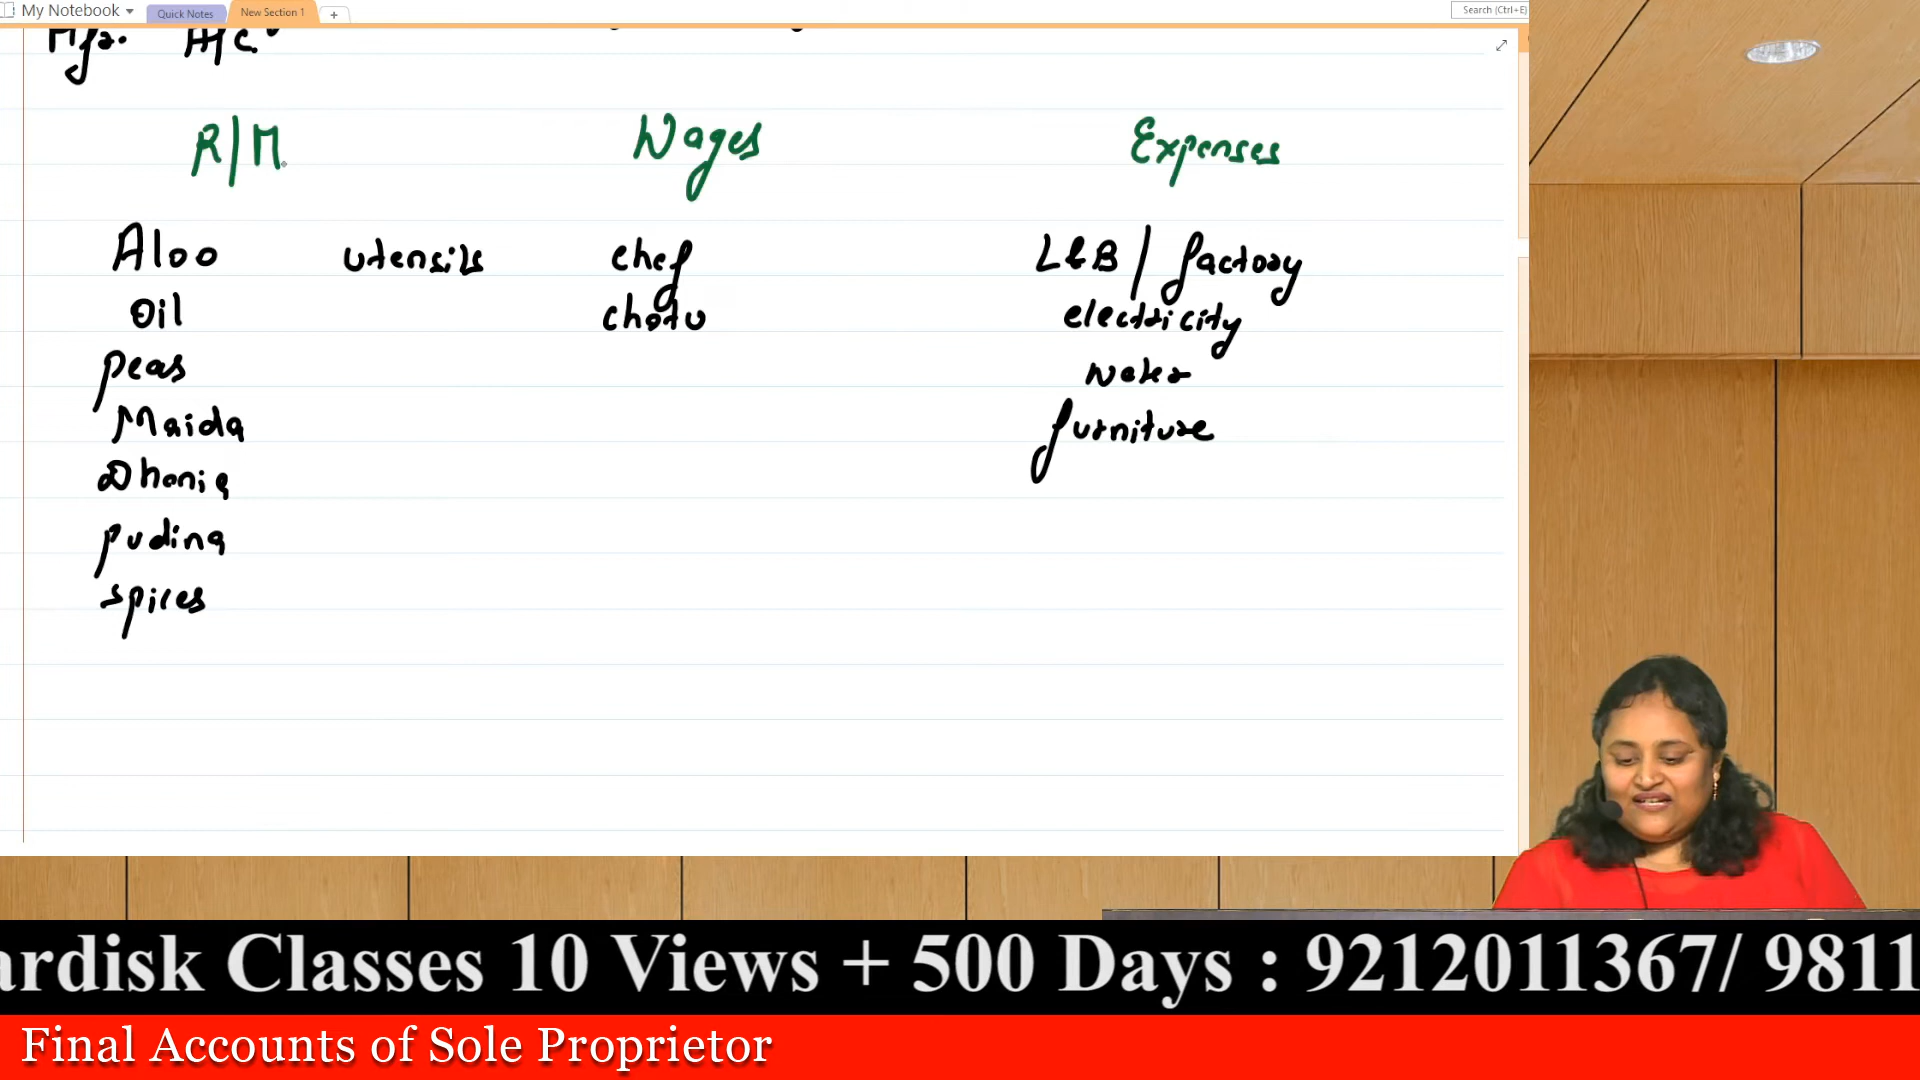 My Notebook
Quick Notes
New Section 1
+
Search (Ctrl+E)
Mfr. A/c
R/M
Wages
Expenses
Aloo utensils chef L&B / factory
Oil chotu electricity
peas water
Maida furniture
Dhania
pudina
spices
ardisk Classes 10 Views + 500 Days : 9212011367/ 9811
Final Accounts of Sole Proprietor